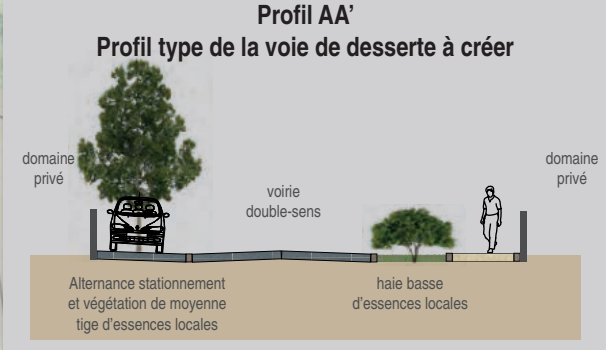 Profil AA’
Profil type de la voie de desserte à créer
domaine
privé
voirie
double-sens
domaine
privé
Alternance stationnement
et végétation de moyenne
tige d’essences locales
haie basse
d’essences locales